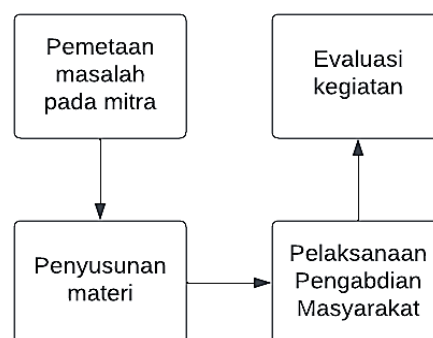 Pemetaan
masalah
pada mitra
Penyusunan
materi
Pelaksanaan
Pengabdian
Masyarakat
Evaluasi
kegiatan